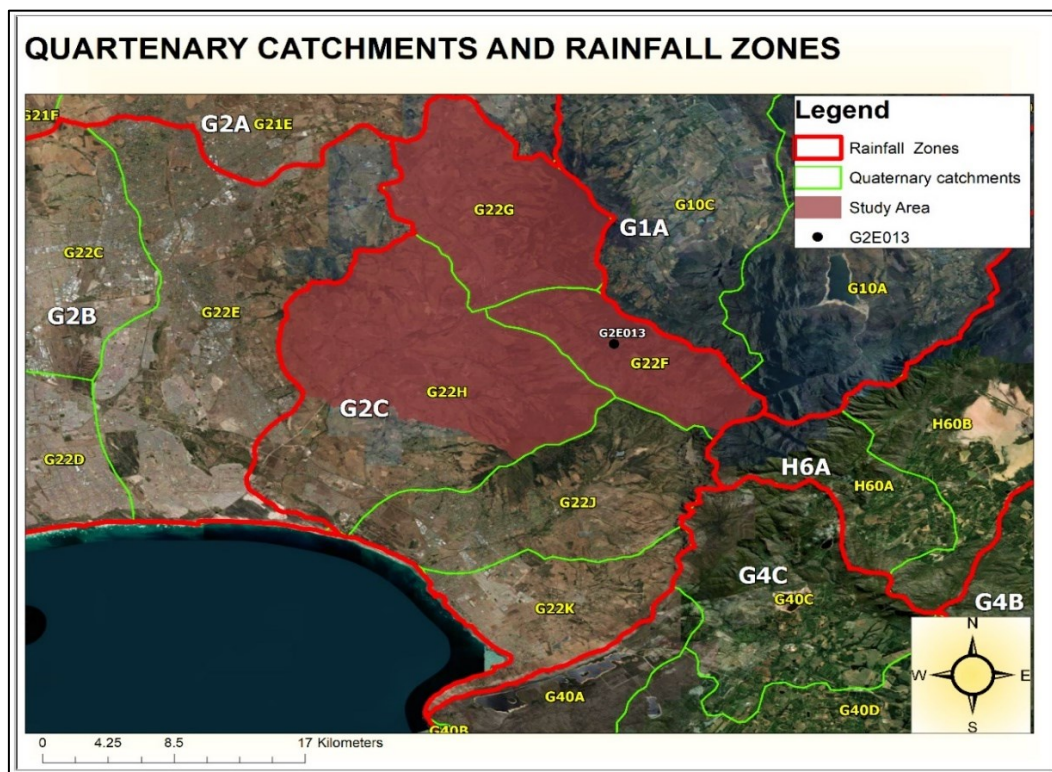 QUARTENARY CATCHMENTS AND RAINFALL ZONES
Legend
Rainfall Zones
Quaternary catchments
Study Area
G2E013
G21F
G2A
G21E
G22G
G1A
G10C
G22C
G10A
G2B
G22E
G2E013
G22F
G22H
G2C
H60B
G22D
H6A
H60A
G22J
G4C
G40C
G4B
G22K
G40A
G40D
G40B
N
W
E
S
0 4.25 8.5 17 Kilometers